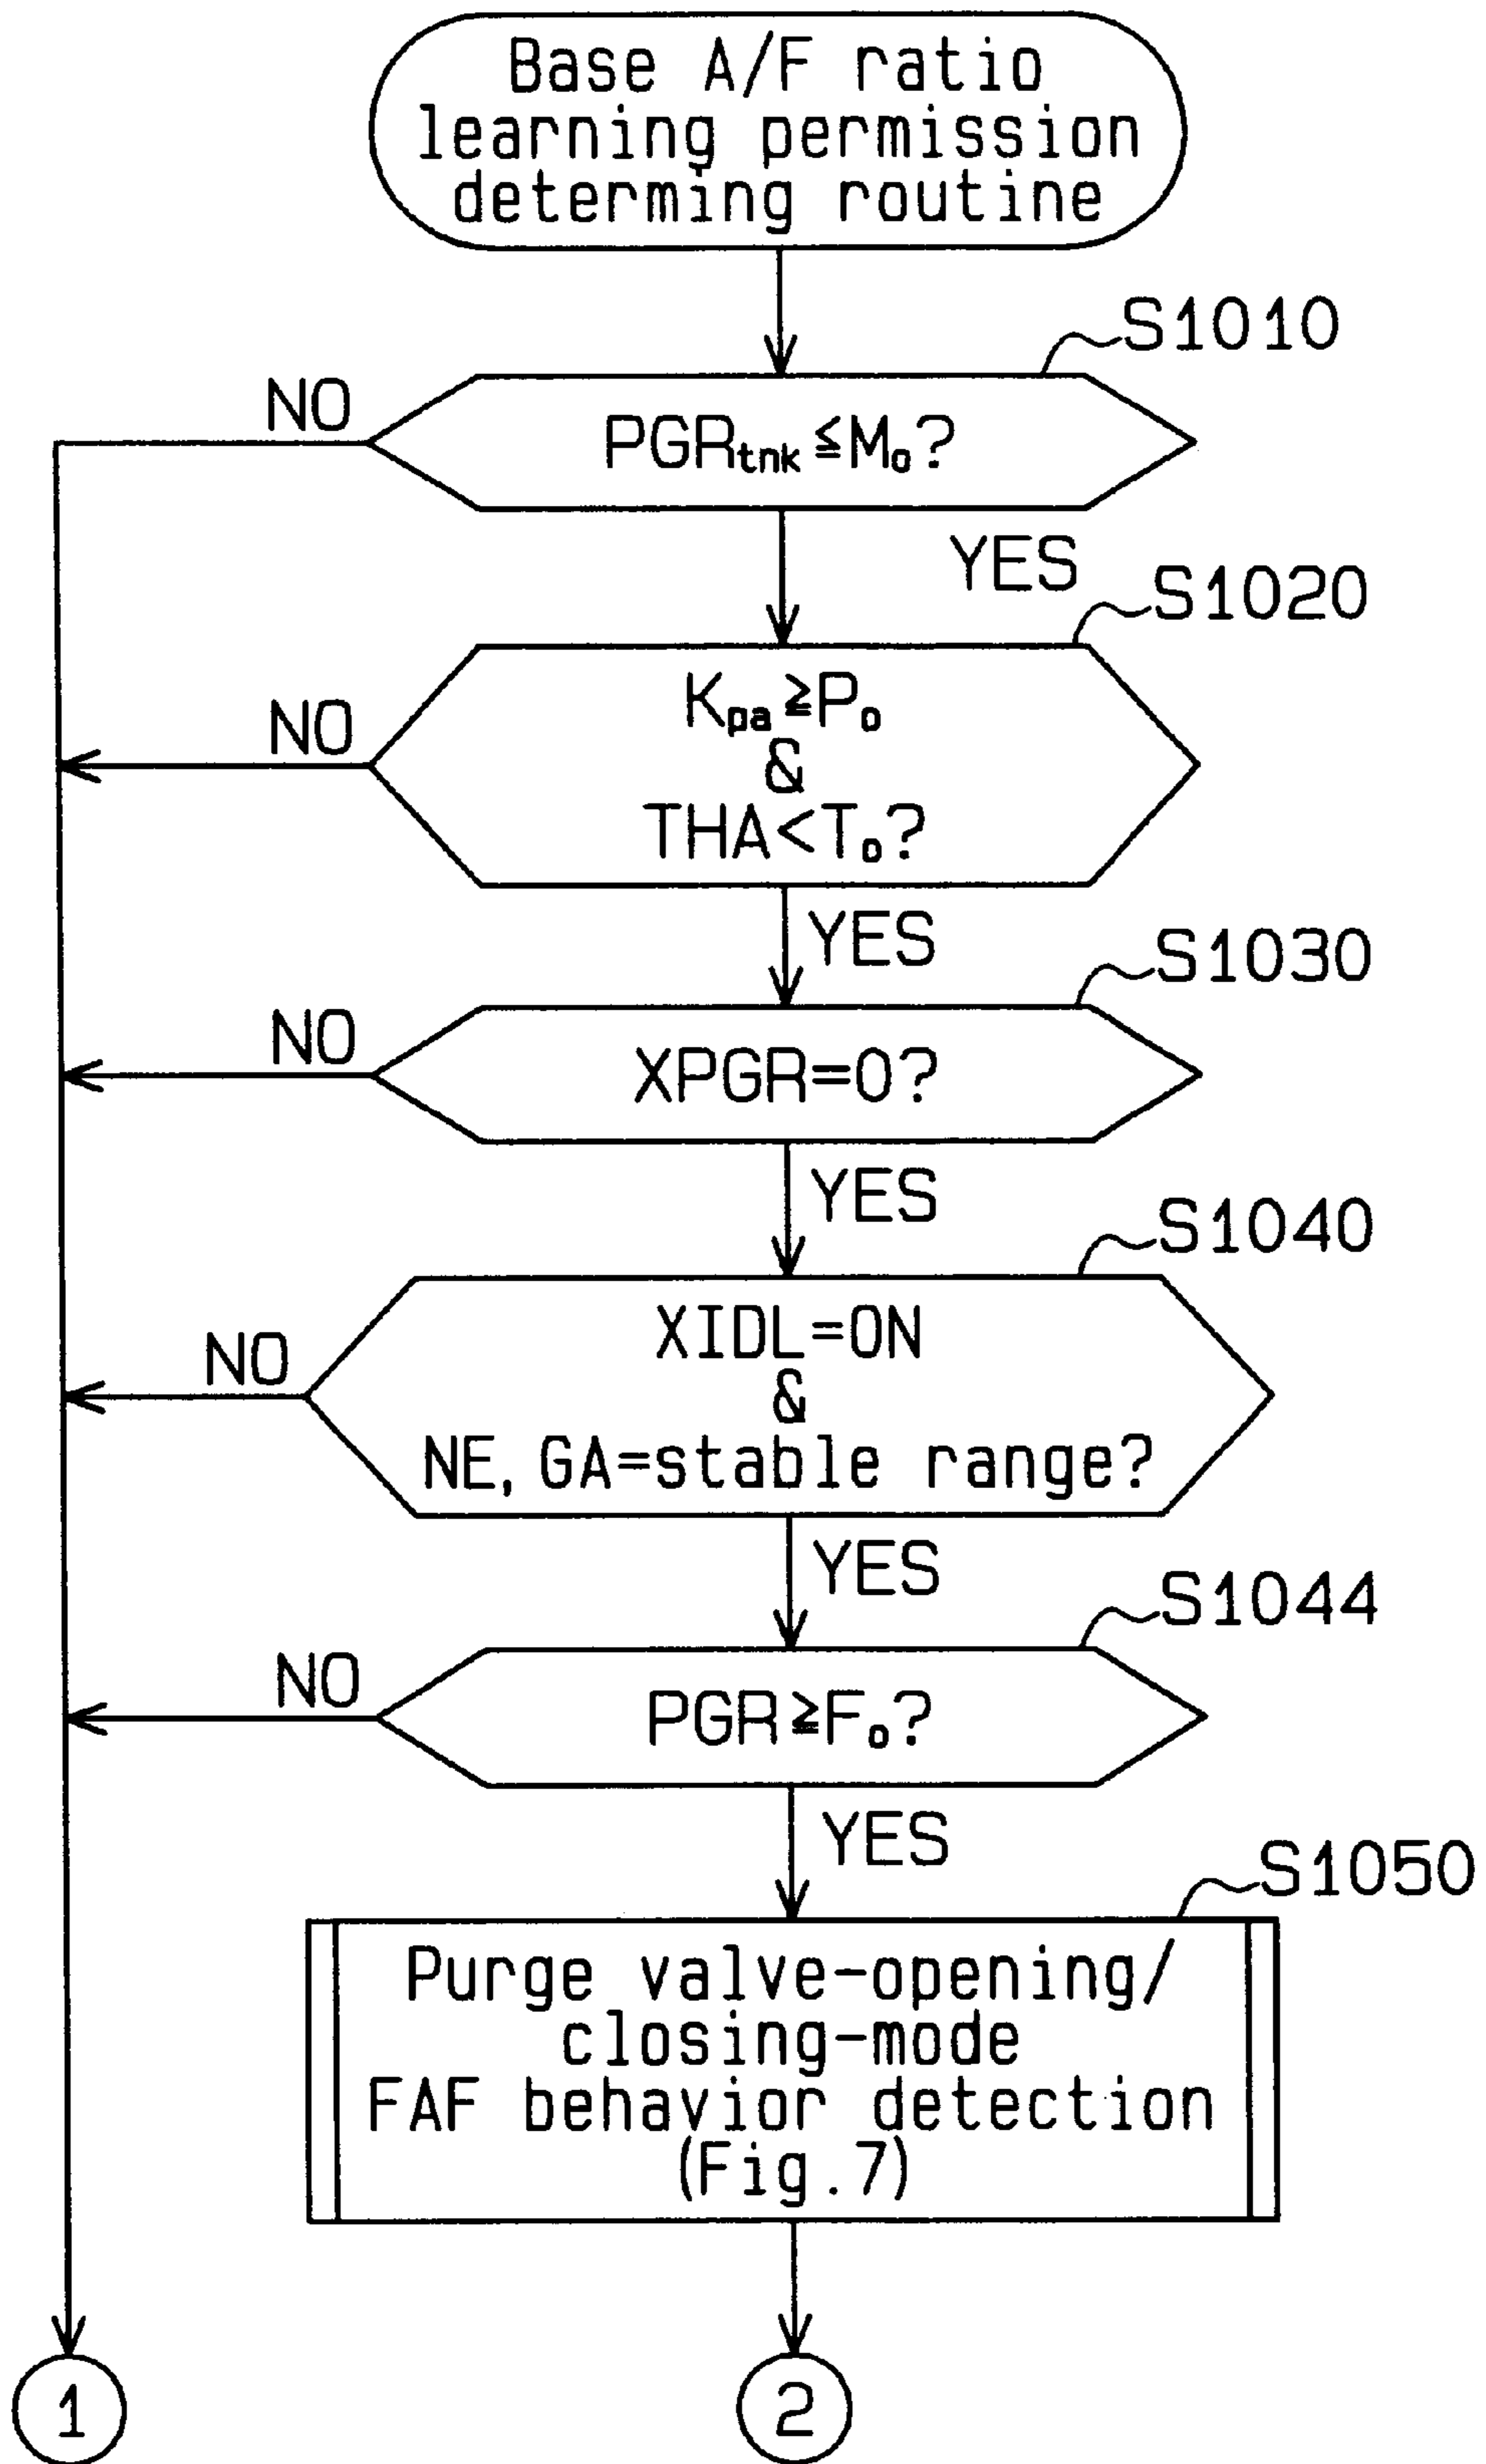 Base A/F ratio
learning permission
determing routine
S1010
NO
PGRtnk≦Mo?
YES
S1020
NO
Kpa≧Po
&
THA<To?
YES
S1030
NO
XPGR=0?
YES
S1040
NO
XIDL=ON
&
NE, GA=stable range?
YES
S1044
NO
PGR≧Fo?
YES
S1050
Purge valve-opening/
closing-mode
FAF behavior detection
(Fig.7)
1
2